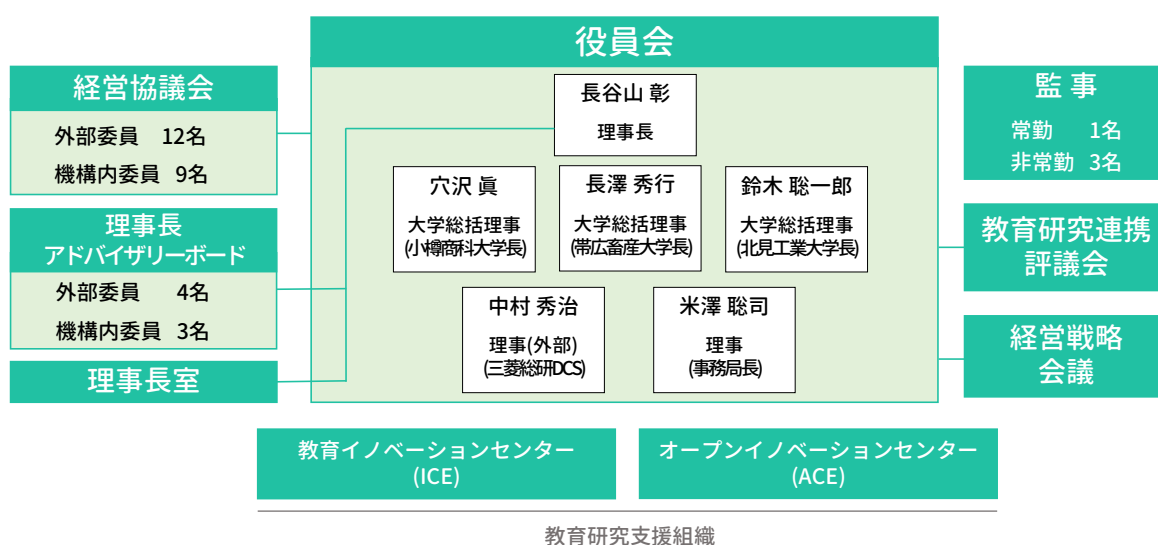 役員会
経営協議会
外部委員 12名
機構内委員 9名
理事長
アドバイザリーボード
外部委員 4名
機構内委員 3名
理事長室
長谷山 彰
理事長
穴沢 眞
大学総括理事
(小樽商科大学長)
長澤 秀行
大学総括理事
(帯広畜産大学長)
鈴木 聡一郎
大学総括理事
(北見工業大学長)
中村 秀治
理事(外部)
(三菱総研DCS)
米澤 聡司
理事
(事務局長)
監 事
常勤 1名
非常勤 3名
教育研究連携
評議会
経営戦略
会議
教育イノベーションセンター
(ICE)
オープンイノベーションセンター
(ACE)
教育研究支援組織